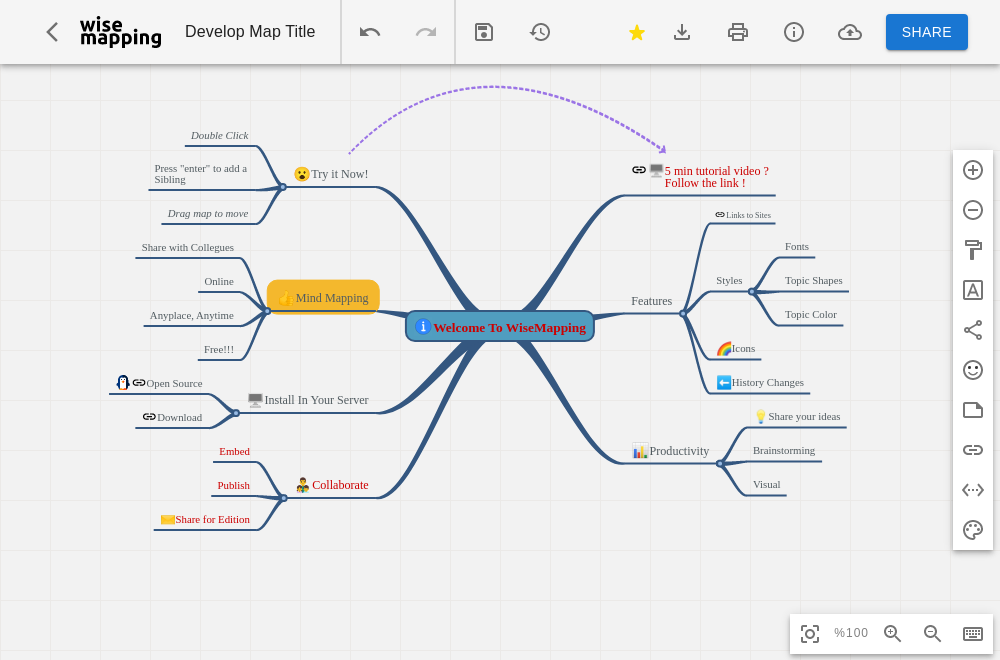 wise
mapping
Develop Map Title
SHARE
Double Click
Press "enter" to add a
Sibling
Drag map to move
Try it Now!
Share with Collegues
Online
Anyplace, Anytime
Free!!!
Mind Mapping
Open Source
Download
Install In Your Server
Embed
Publish
Share for Edition
Collaborate
Welcome To WiseMapping
5 min tutorial video ?
Follow the link !
Features
Links to Sites
Styles
Fonts
Topic Shapes
Topic Color
Icons
History Changes
Productivity
Share your ideas
Brainstorming
Visual
%100